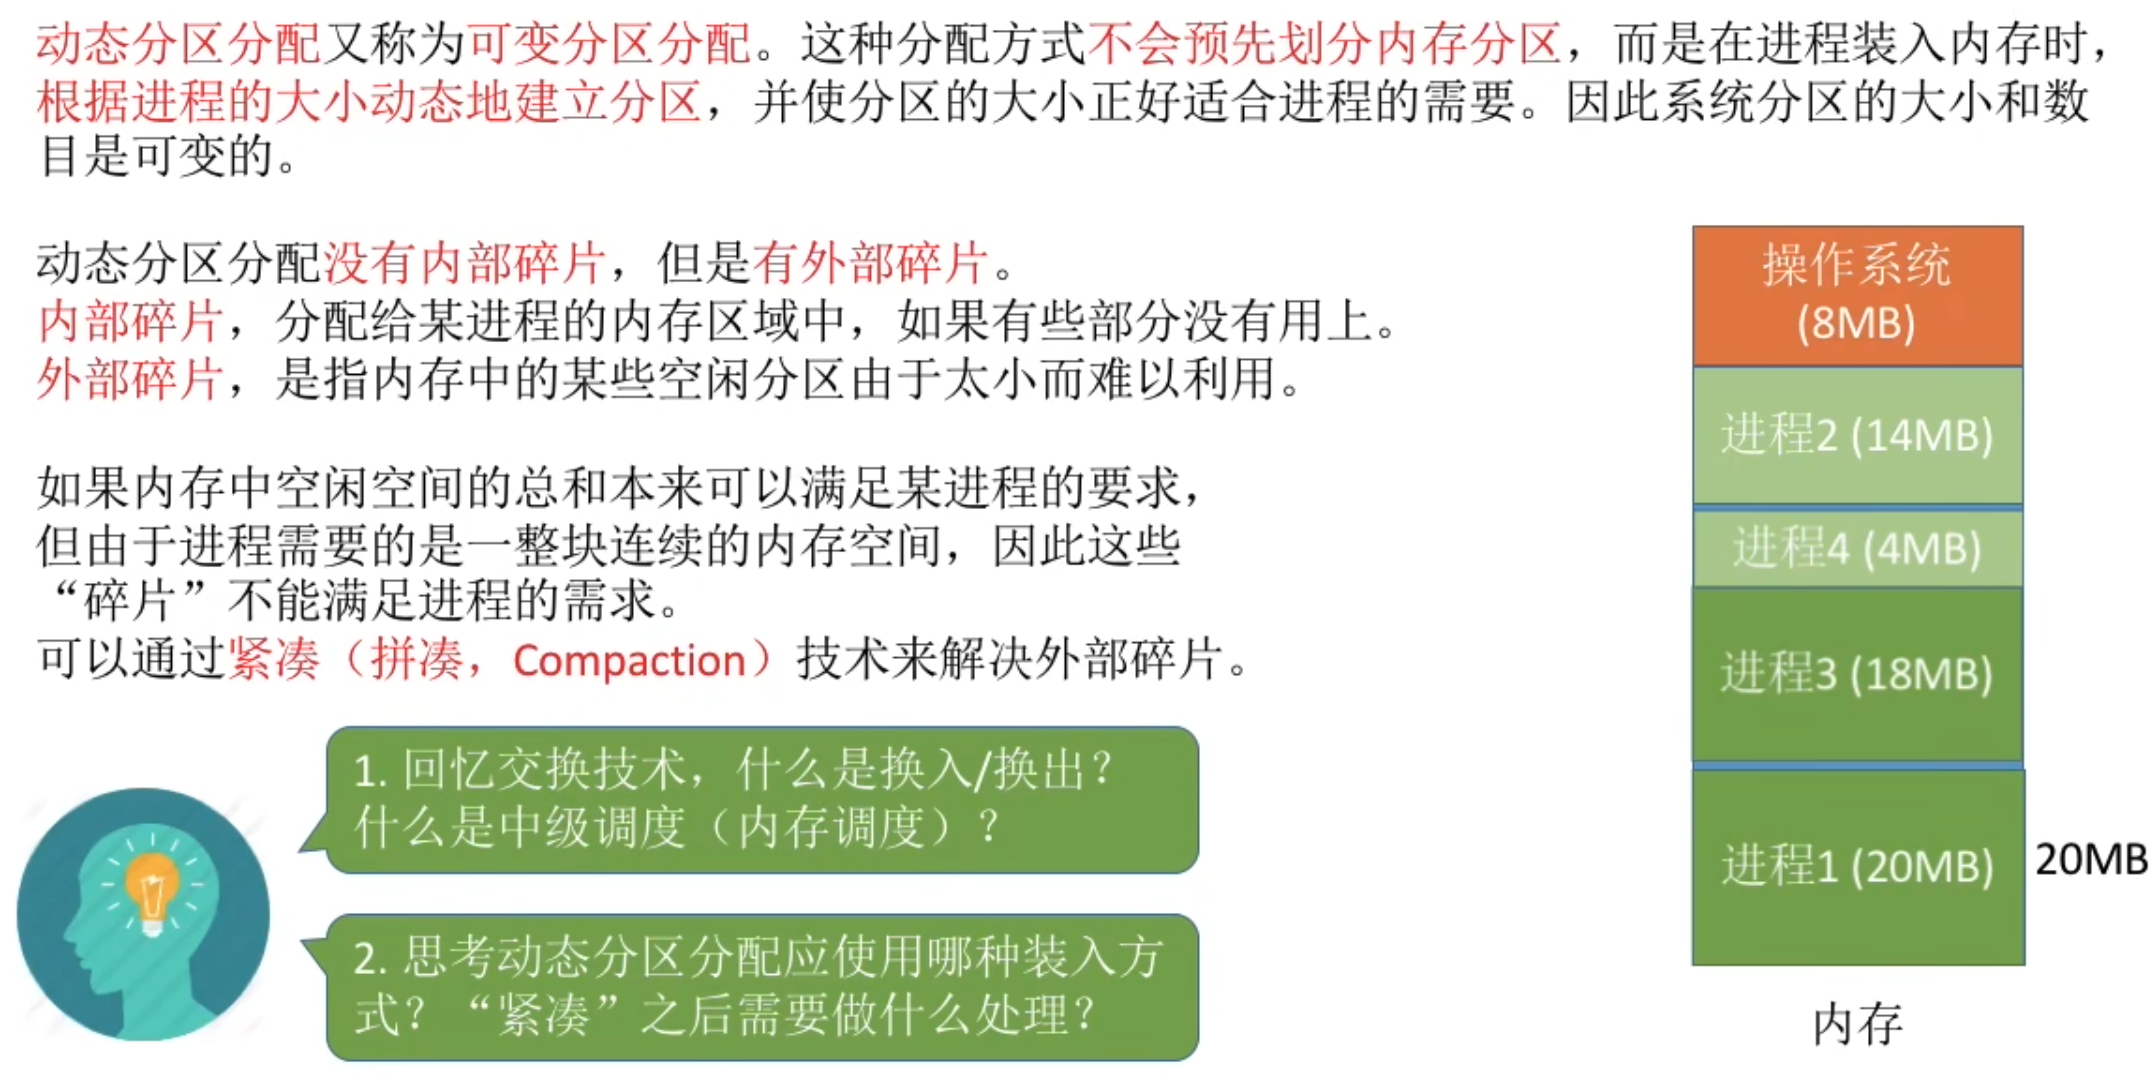 动态分区分配又称为可变分区分配。这种分配方式不会预先划分内存分区，而是在进程装入内存时，
根据进程的大小动态地建立分区，并使分区的大小正好适合进程的需要。因此系统分区的大小和数
目是可变的。
动态分区分配没有内部碎片，但是有外部碎片。
内部碎片，分配给某进程的内存区域中，如果有些部分没有用上。
外部碎片，是指内存中的某些空闲分区由于太小而难以利用。
如果内存中空闲空间的总和本来可以满足某进程的要求，
但由于进程需要的是一整块连续的内存空间，因此这些
“碎片”不能满足进程的需求。
可以通过紧凑（拼凑，Compaction）技术来解决外部碎片。
1. 回忆交换技术，什么是换入/换出？
什么是中级调度（内存调度）？
2. 思考动态分区分配应使用哪种装入方
式？“紧凑”之后需要做什么处理？
操作系统
(8MB)
进程2 (14MB)
进程4 (4MB)
进程3 (18MB)
进程1 (20MB)
20MB
内存